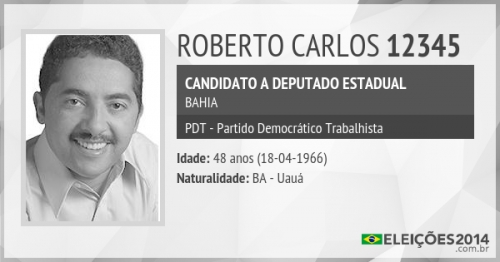 ROBERTO CARLOS 12345
CANDIDATO A DEPUTADO ESTADUAL
BAHIA
PDT - Partido Democrático Trabalhista
Idade: 48 anos (18-04-1966)
Naturalidade: BA - Uauá
ELEIÇÕES2014
.com.br